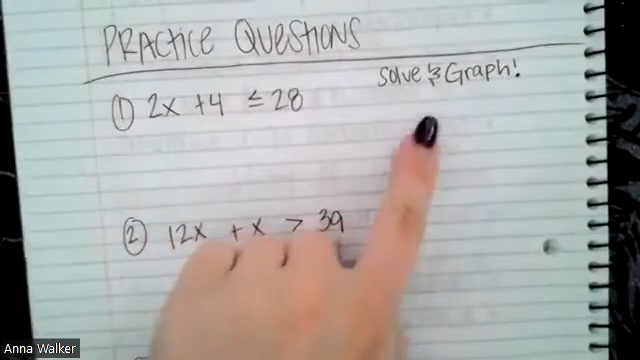 PRACTICE QUESTIONS
Solve & Graph!
① 2x + 4 ≤ 28
② 12x + x > 39
Anna Walker